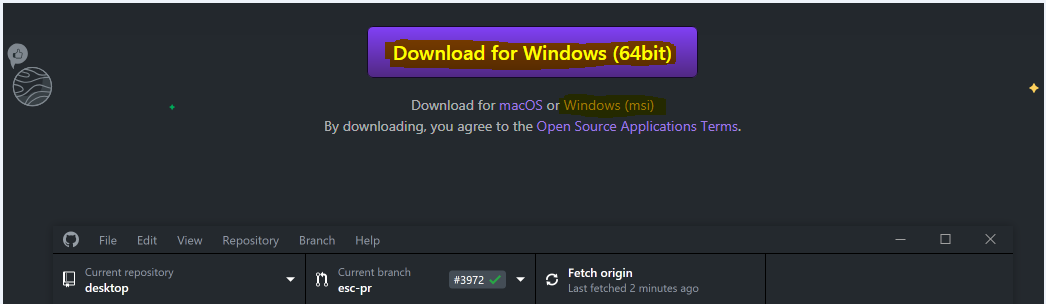 Download for Windows (64bit)
Download for macOS or Windows (msi)
By downloading, you agree to the Open Source Applications Terms.
File Edit View Repository Branch Help
Current repository
desktop
Current branch
esc-pr
#3972
Fetch origin
Last fetched 2 minutes ago